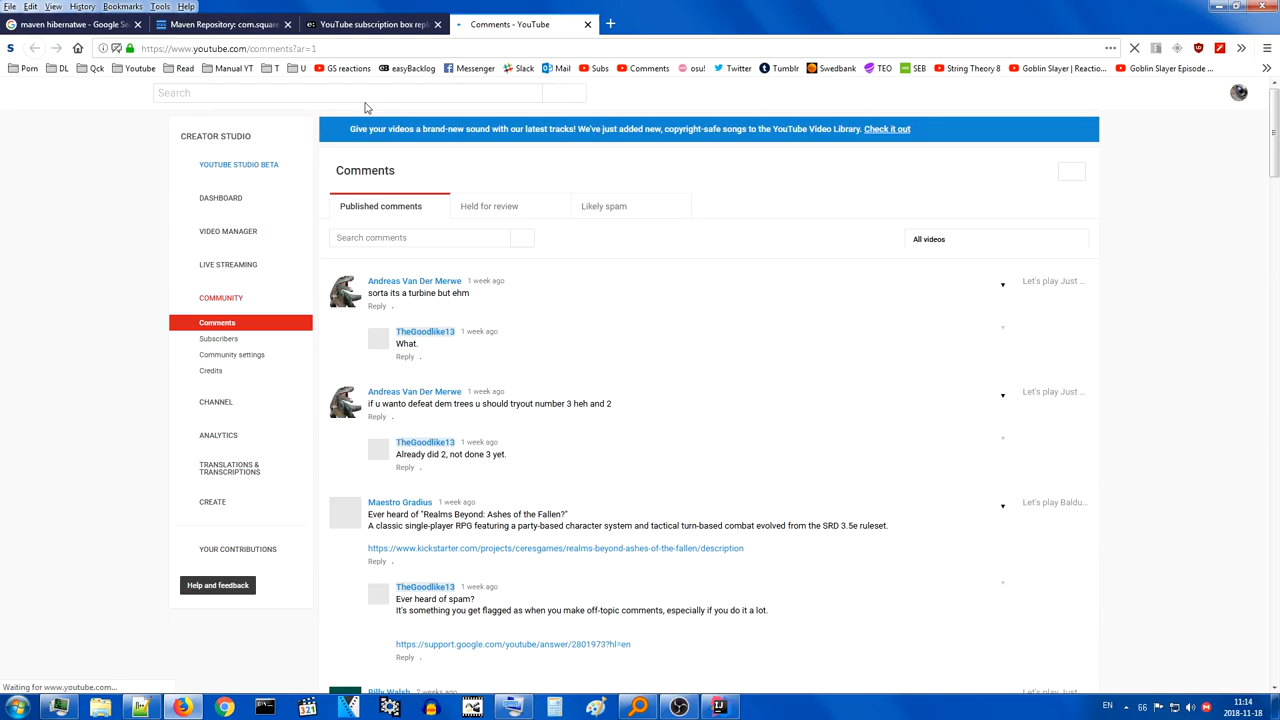 File Edit View History Bookmarks Tools Help
maven hibernatwe - Google Sec
Maven Repository: com.square
YouTube subscription box repl
Comments - YouTube
https://www.youtube.com/comments?ar=1
Porn DL Qck Youtube Read Manual YT T U GS reactions easyBacklog Messenger Slack Mail Subs Comments osu! Twitter Tumblr Swedbank TEO SEB String Theory 8 Goblin Slayer | Reactio... Goblin Slayer Episode ...
Search
CREATOR STUDIO
YOUTUBE STUDIO BETA
DASHBOARD
VIDEO MANAGER
LIVE STREAMING
COMMUNITY
Comments
Subscribers
Community settings
Credits
CHANNEL
ANALYTICS
TRANSLATIONS &
TRANSCRIPTIONS
CREATE
YOUR CONTRIBUTIONS
Help and feedback
Give your videos a brand-new sound with our latest tracks! We've just added new, copyright-safe songs to the YouTube Video Library. Check it out
Comments
Published comments Held for review Likely spam
Search comments
All videos
Andreas Van Der Merwe 1 week ago
Let's play Just ...
sorta its a turbine but ehm
Reply .
TheGoodlike13 1 week ago
What.
Reply .
Andreas Van Der Merwe 1 week ago
Let's play Just ...
if u wanto defeat dem trees u should tryout number 3 heh and 2
Reply .
TheGoodlike13 1 week ago
Already did 2, not done 3 yet.
Reply .
Maestro Gradius 1 week ago
Let's play Baldu...
Ever heard of "Realms Beyond: Ashes of the Fallen?"
A classic single-player RPG featuring a party-based character system and tactical turn-based combat evolved from the SRD 3.5e ruleset.
https://www.kickstarter.com/projects/ceresgames/realms-beyond-ashes-of-the-fallen/description
Reply .
TheGoodlike13 1 week ago
Ever heard of spam?
It's something you get flagged as when you make off-topic comments, especially if you do it a lot.
https://support.google.com/youtube/answer/2801973?hl=en
Reply .
Billy Walsh 2 weeks ago
Waiting for www.youtube.com...
EN
66
11:14
2018-11-18